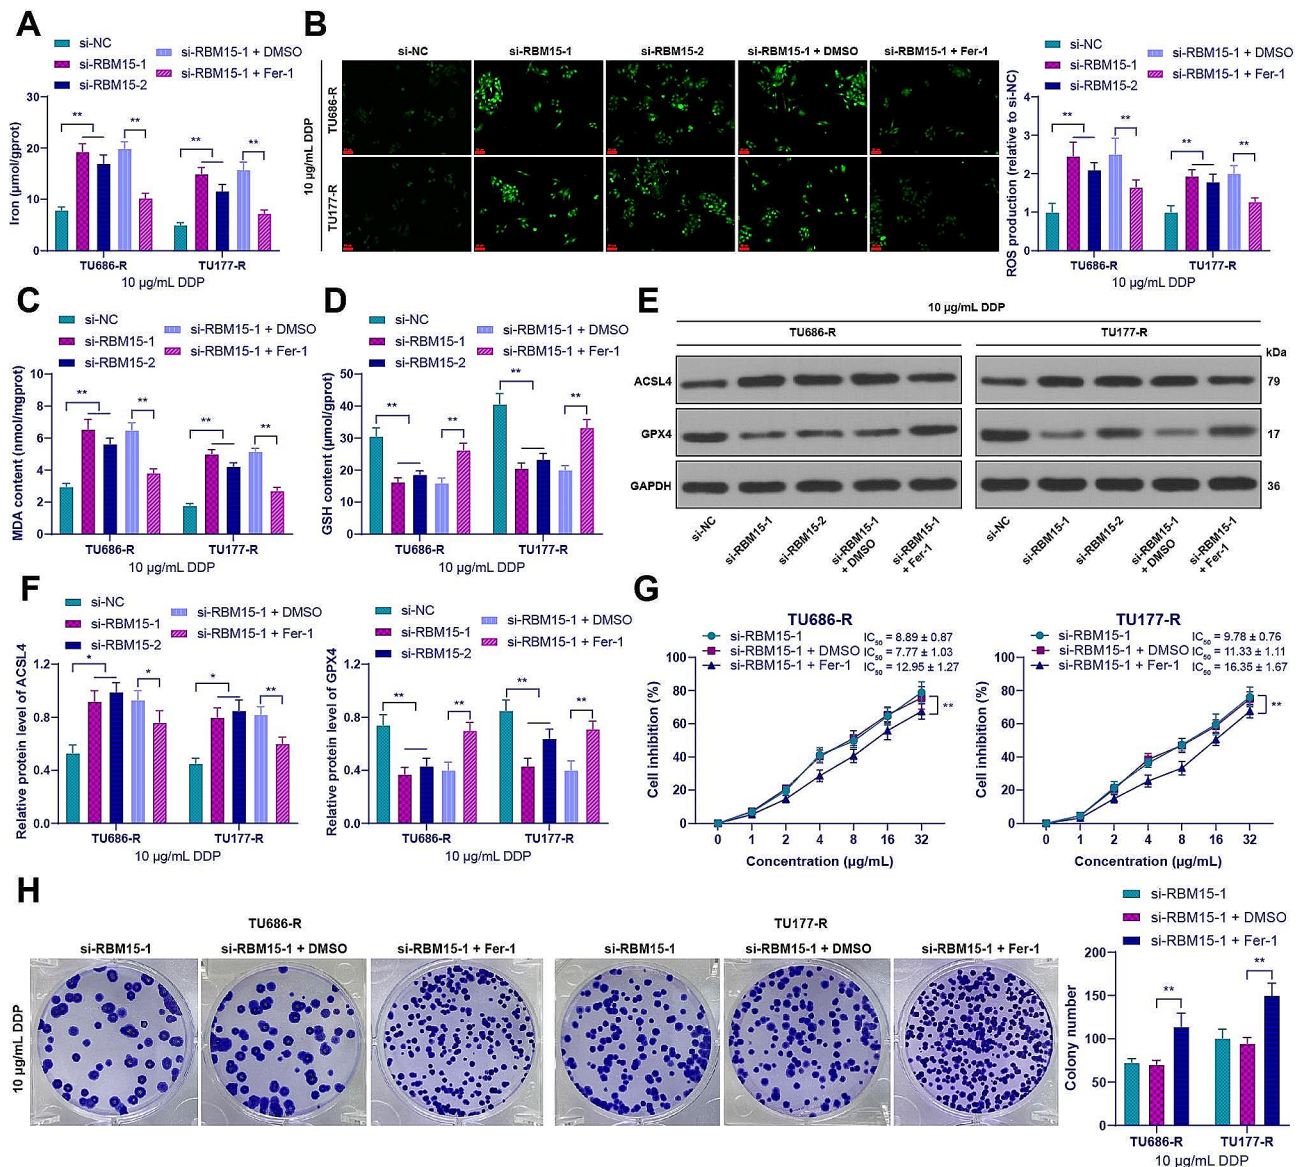 A
si-NC
si-RBM15-1
si-RBM15-2
si-RBM15-1 + DMSO
si-RBM15-1 + Fer-1
Iron (μmol/gprot)
30
20
10
0
**
**
**
**
TU686-R
TU177-R
10 μg/mL DDP
B
si-NC
si-RBM15-1
si-RBM15-2
si-RBM15-1 + DMSO
si-RBM15-1 + Fer-1
10 μg/mL DDP
TU686-R
TU177-R
si-NC
si-RBM15-1
si-RBM15-2
si-RBM15-1 + DMSO
si-RBM15-1 + Fer-1
ROS production (relative to si-NC)
4
3
2
1
0
**
**
**
**
TU686-R
TU177-R
10 μg/mL DDP
C
si-NC
si-RBM15-1
si-RBM15-2
si-RBM15-1 + DMSO
si-RBM15-1 + Fer-1
MDA content (nmol/mgprot)
10
8
6
4
2
0
**
**
**
**
TU686-R
TU177-R
10 μg/mL DDP
D
si-NC
si-RBM15-1
si-RBM15-2
si-RBM15-1 + DMSO
si-RBM15-1 + Fer-1
GSH content (μmol/gprot)
50
40
30
20
10
0
**
**
**
**
TU686-R
TU177-R
10 μg/mL DDP
E
10 μg/mL DDP
TU686-R
TU177-R
kDa
ACSL4
79
GPX4
17
GAPDH
36
si-NC
si-RBM15-1
si-RBM15-2
si-RBM15-1
+ DMSO
si-RBM15-1
+ Fer-1
si-NC
si-RBM15-1
si-RBM15-2
si-RBM15-1
+ DMSO
si-RBM15-1
+ Fer-1
F
si-NC
si-RBM15-1
si-RBM15-2
si-RBM15-1 + DMSO
si-RBM15-1 + Fer-1
Relative protein level of ACSL4
1.2
0.8
0.4
0.0
*
*
*
**
TU686-R
TU177-R
10 μg/mL DDP
si-NC
si-RBM15-1
si-RBM15-2
si-RBM15-1 + DMSO
si-RBM15-1 + Fer-1
Relative protein level of GPX4
1.2
0.8
0.4
0.0
**
**
**
**
TU686-R
TU177-R
10 μg/mL DDP
G
TU686-R
si-RBM15-1 IC50 = 8.89 ± 0.87
si-RBM15-1 + DMSO IC50 = 7.77 ± 1.03
si-RBM15-1 + Fer-1 IC50 = 12.95 ± 1.27
Cell inhibition (%)
100
80
60
40
20
0
**
0 1 2 4 8 16 32
Concentration (μg/mL)
TU177-R
si-RBM15-1 IC50 = 9.78 ± 0.76
si-RBM15-1 + DMSO IC50 = 11.33 ± 1.11
si-RBM15-1 + Fer-1 IC50 = 16.35 ± 1.67
Cell inhibition (%)
100
80
60
40
20
0
**
0 1 2 4 8 16 32
Concentration (μg/mL)
H
TU686-R
TU177-R
si-RBM15-1
si-RBM15-1 + DMSO
si-RBM15-1 + Fer-1
si-RBM15-1
si-RBM15-1 + DMSO
si-RBM15-1 + Fer-1
10 μg/mL DDP
si-RBM15-1
si-RBM15-1 + DMSO
si-RBM15-1 + Fer-1
Colony number
200
150
100
50
0
**
**
TU686-R
TU177-R
10 μg/mL DDP